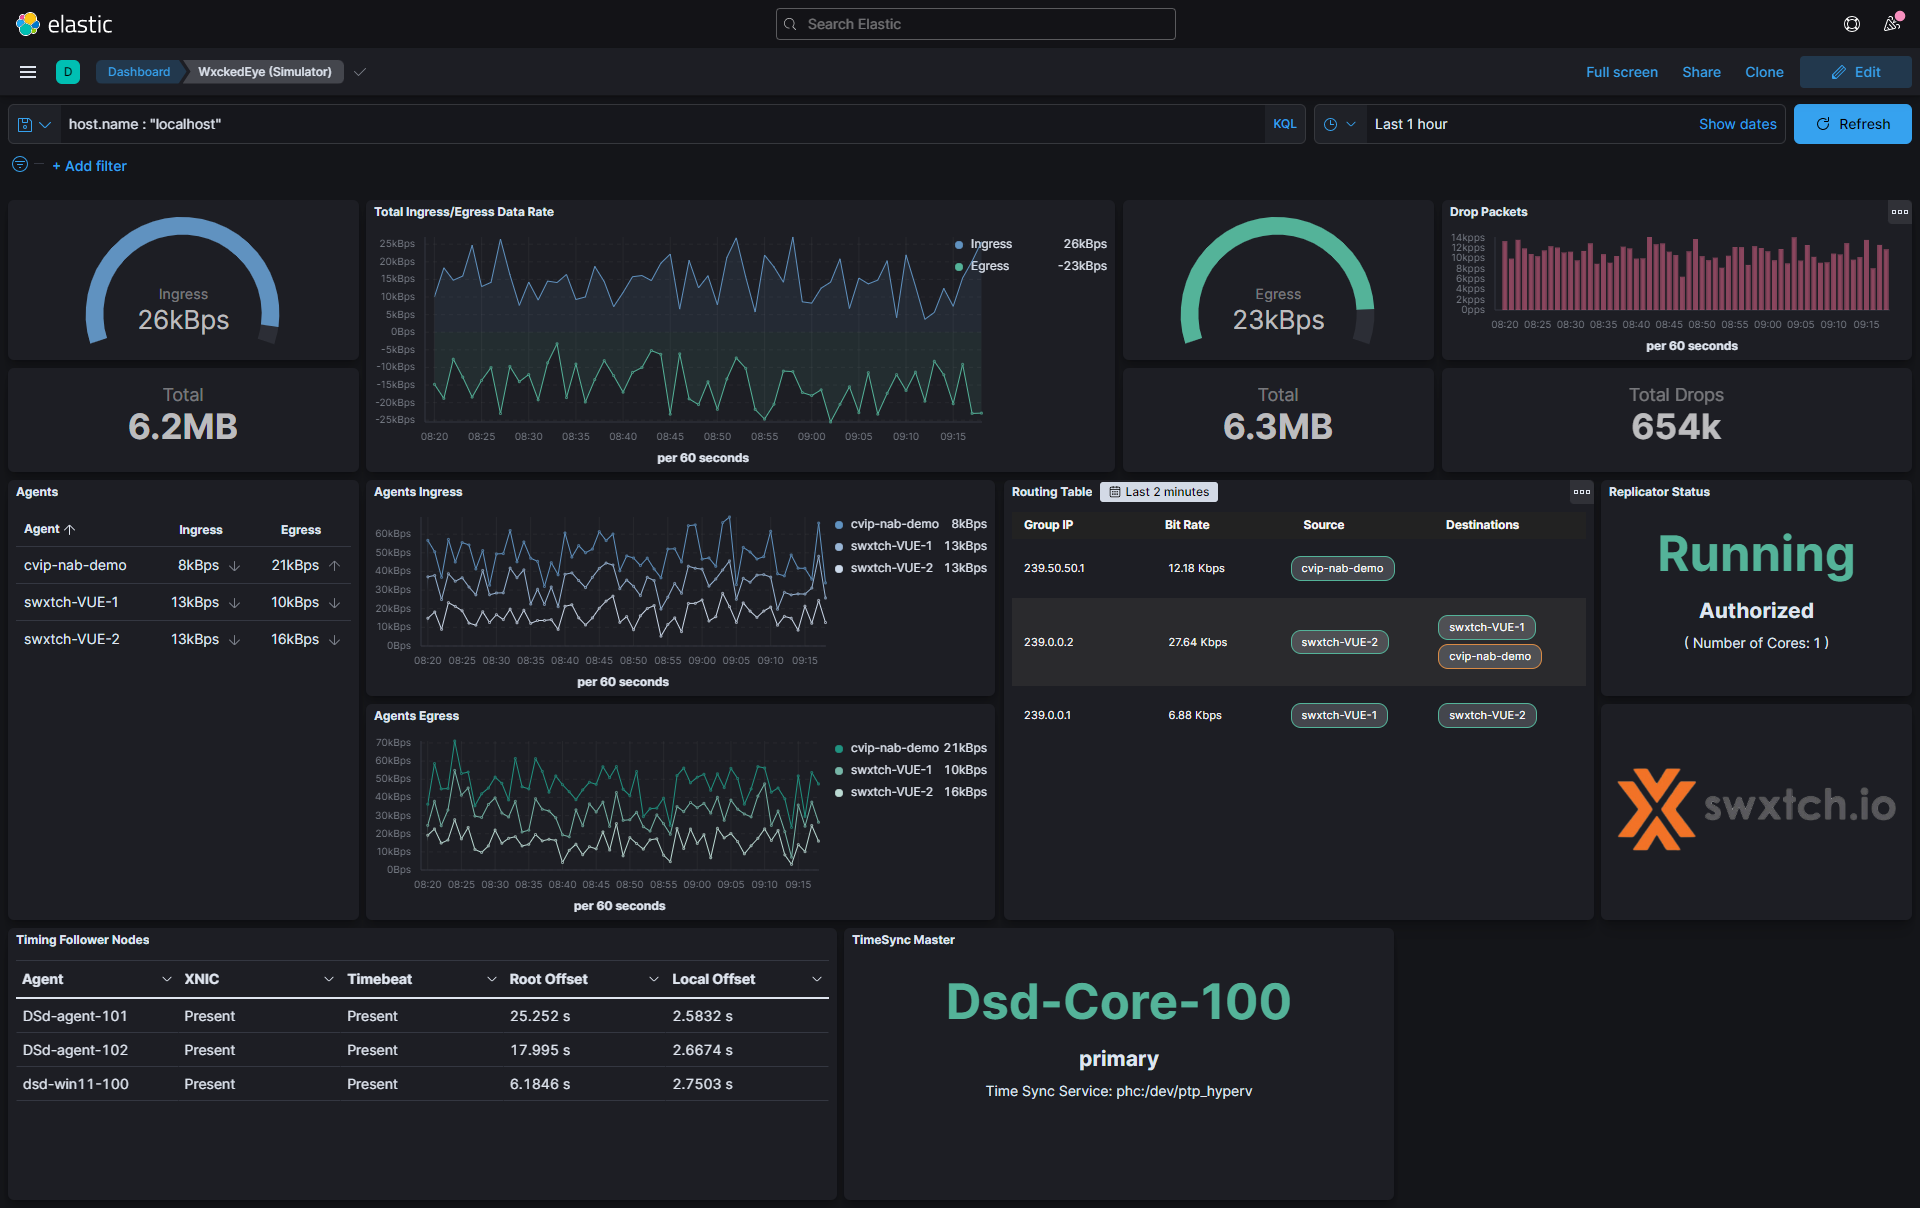 elastic
Search Elastic
D
Dashboard
WxckedEye (Simulator)
Full screen
Share
Clone
Edit
host.name : "localhost"
KQL
Last 1 hour
Show dates
Refresh
+ Add filter
Ingress
26kBps
Total
6.2MB
Total Ingress/Egress Data Rate
25kBps
20kBps
15kBps
10kBps
5kBps
0Bps
-5kBps
-10kBps
-15kBps
-20kBps
-25kBps
08:20 08:25 08:30 08:35 08:40 08:45 08:50 08:55 09:00 09:05 09:10 09:15
per 60 seconds
Ingress 26kBps
Egress -23kBps
Egress
23kBps
Total
6.3MB
Drop Packets
14kpps
12kpps
10kpps
8kpps
6kpps
4kpps
2kpps
0pps
08:20 08:25 08:30 08:35 08:40 08:45 08:50 08:55 09:00 09:05 09:10 09:15
per 60 seconds
Total Drops
654k
Agents
Agent Ingress Egress
cvip-nab-demo 8kBps 21kBps
swxtch-VUE-1 13kBps 10kBps
swxtch-VUE-2 13kBps 16kBps
Agents Ingress
60kBps
50kBps
40kBps
30kBps
20kBps
10kBps
0Bps
08:20 08:25 08:30 08:35 08:40 08:45 08:50 08:55 09:00 09:05 09:10 09:15
per 60 seconds
cvip-nab-demo 8kBps
swxtch-VUE-1 13kBps
swxtch-VUE-2 13kBps
Agents Egress
70kBps
60kBps
50kBps
40kBps
30kBps
20kBps
10kBps
0Bps
08:20 08:25 08:30 08:35 08:40 08:45 08:50 08:55 09:00 09:05 09:10 09:15
per 60 seconds
cvip-nab-demo 21kBps
swxtch-VUE-1 10kBps
swxtch-VUE-2 16kBps
Routing Table
Last 2 minutes
Group IP Bit Rate Source Destinations
239.50.50.1 12.18 Kbps cvip-nab-demo
239.0.0.2 27.64 Kbps swxtch-VUE-2 swxtch-VUE-1
cvip-nab-demo
239.0.0.1 6.88 Kbps swxtch-VUE-1 swxtch-VUE-2
Replicator Status
Running
Authorized
( Number of Cores: 1 )
swxtch.io
Timing Follower Nodes
Agent XNIC Timebeat Root Offset Local Offset
DSd-agent-101 Present Present 25.252 s 2.5832 s
DSd-agent-102 Present Present 17.995 s 2.6674 s
dsd-win11-100 Present Present 6.1846 s 2.7503 s
TimeSync Master
Dsd-Core-100
primary
Time Sync Service: phc:/dev/ptp_hyperv